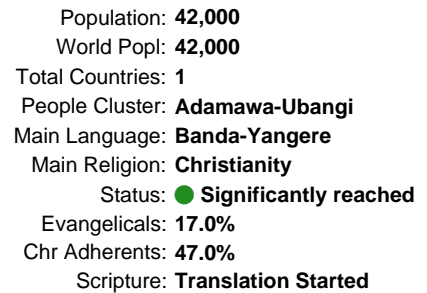 Population: 42,000
World Popl: 42,000
Total Countries: 1
People Cluster: Adamawa-Ubangi
Main Language: Banda-Yangere
Main Religion: Christianity
Status: Significantly reached
Evangelicals: 17.0%
Chr Adherents: 47.0%
Scripture: Translation Started